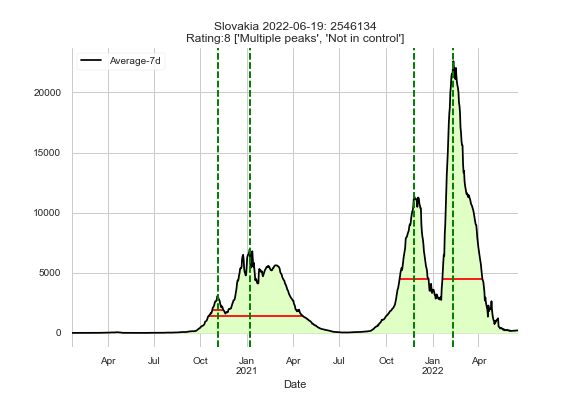 Slovakia 2022-06-19: 2546134
Rating:8 ['Multiple peaks', 'Not in control']
Average-7d
20000
15000
10000
5000
0
Apr Jul Oct Jan Apr Jul Oct Jan Apr
2021 2022
Date